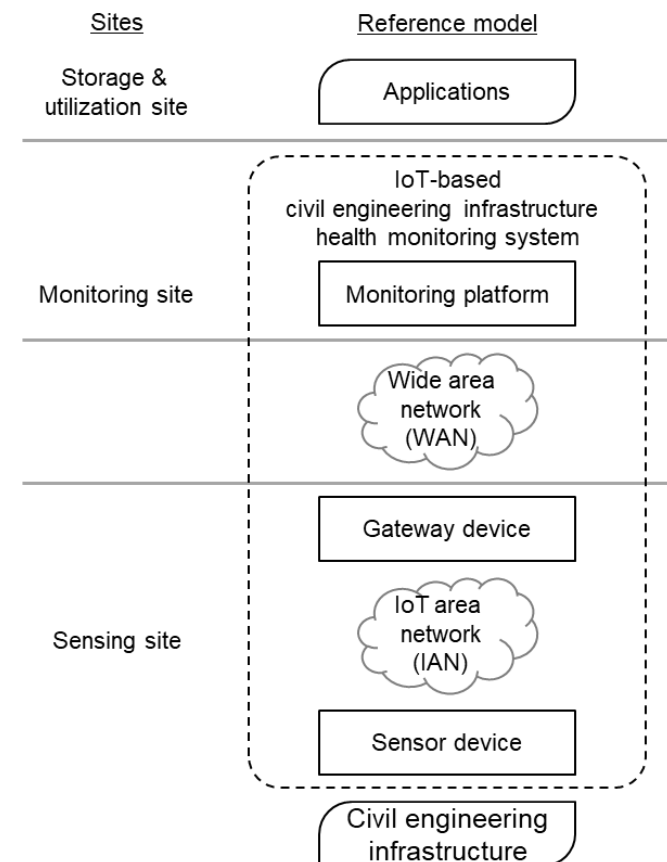 Sites
Reference model
Storage &
utilization site
Applications
IoT-based
civil engineering infrastructure
health monitoring system
Monitoring site
Monitoring platform
Wide area
network
(WAN)
Gateway device
Sensing site
IoT area
network
(IAN)
Sensor device
Civil engineering
infrastructure